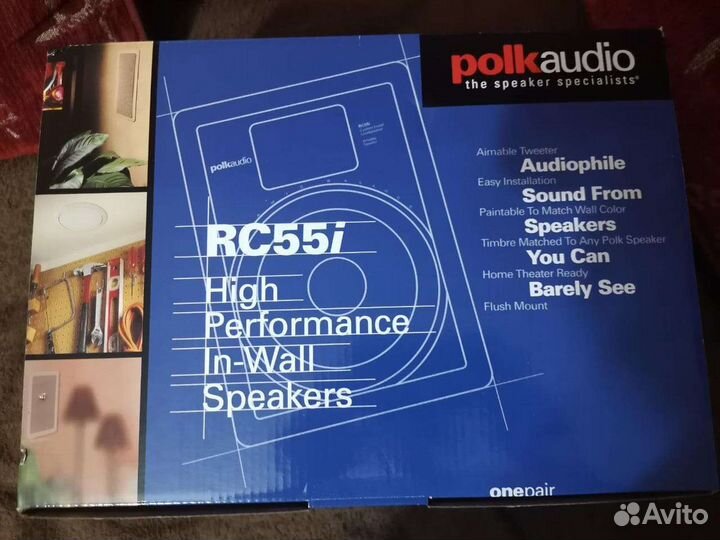 polkaudio
the speaker specialists®
Aimable Tweeter
Audiophile
Easy Installation
Sound From
Paintable To Match Wall Color
Speakers
Timbre Matched To Any Polk Speaker
You Can
Home Theater Ready
Barely See
Flush Mount
polkaudio
RC55i
RC55i
High
Performance
In-Wall
Speakers
onepair
Avito